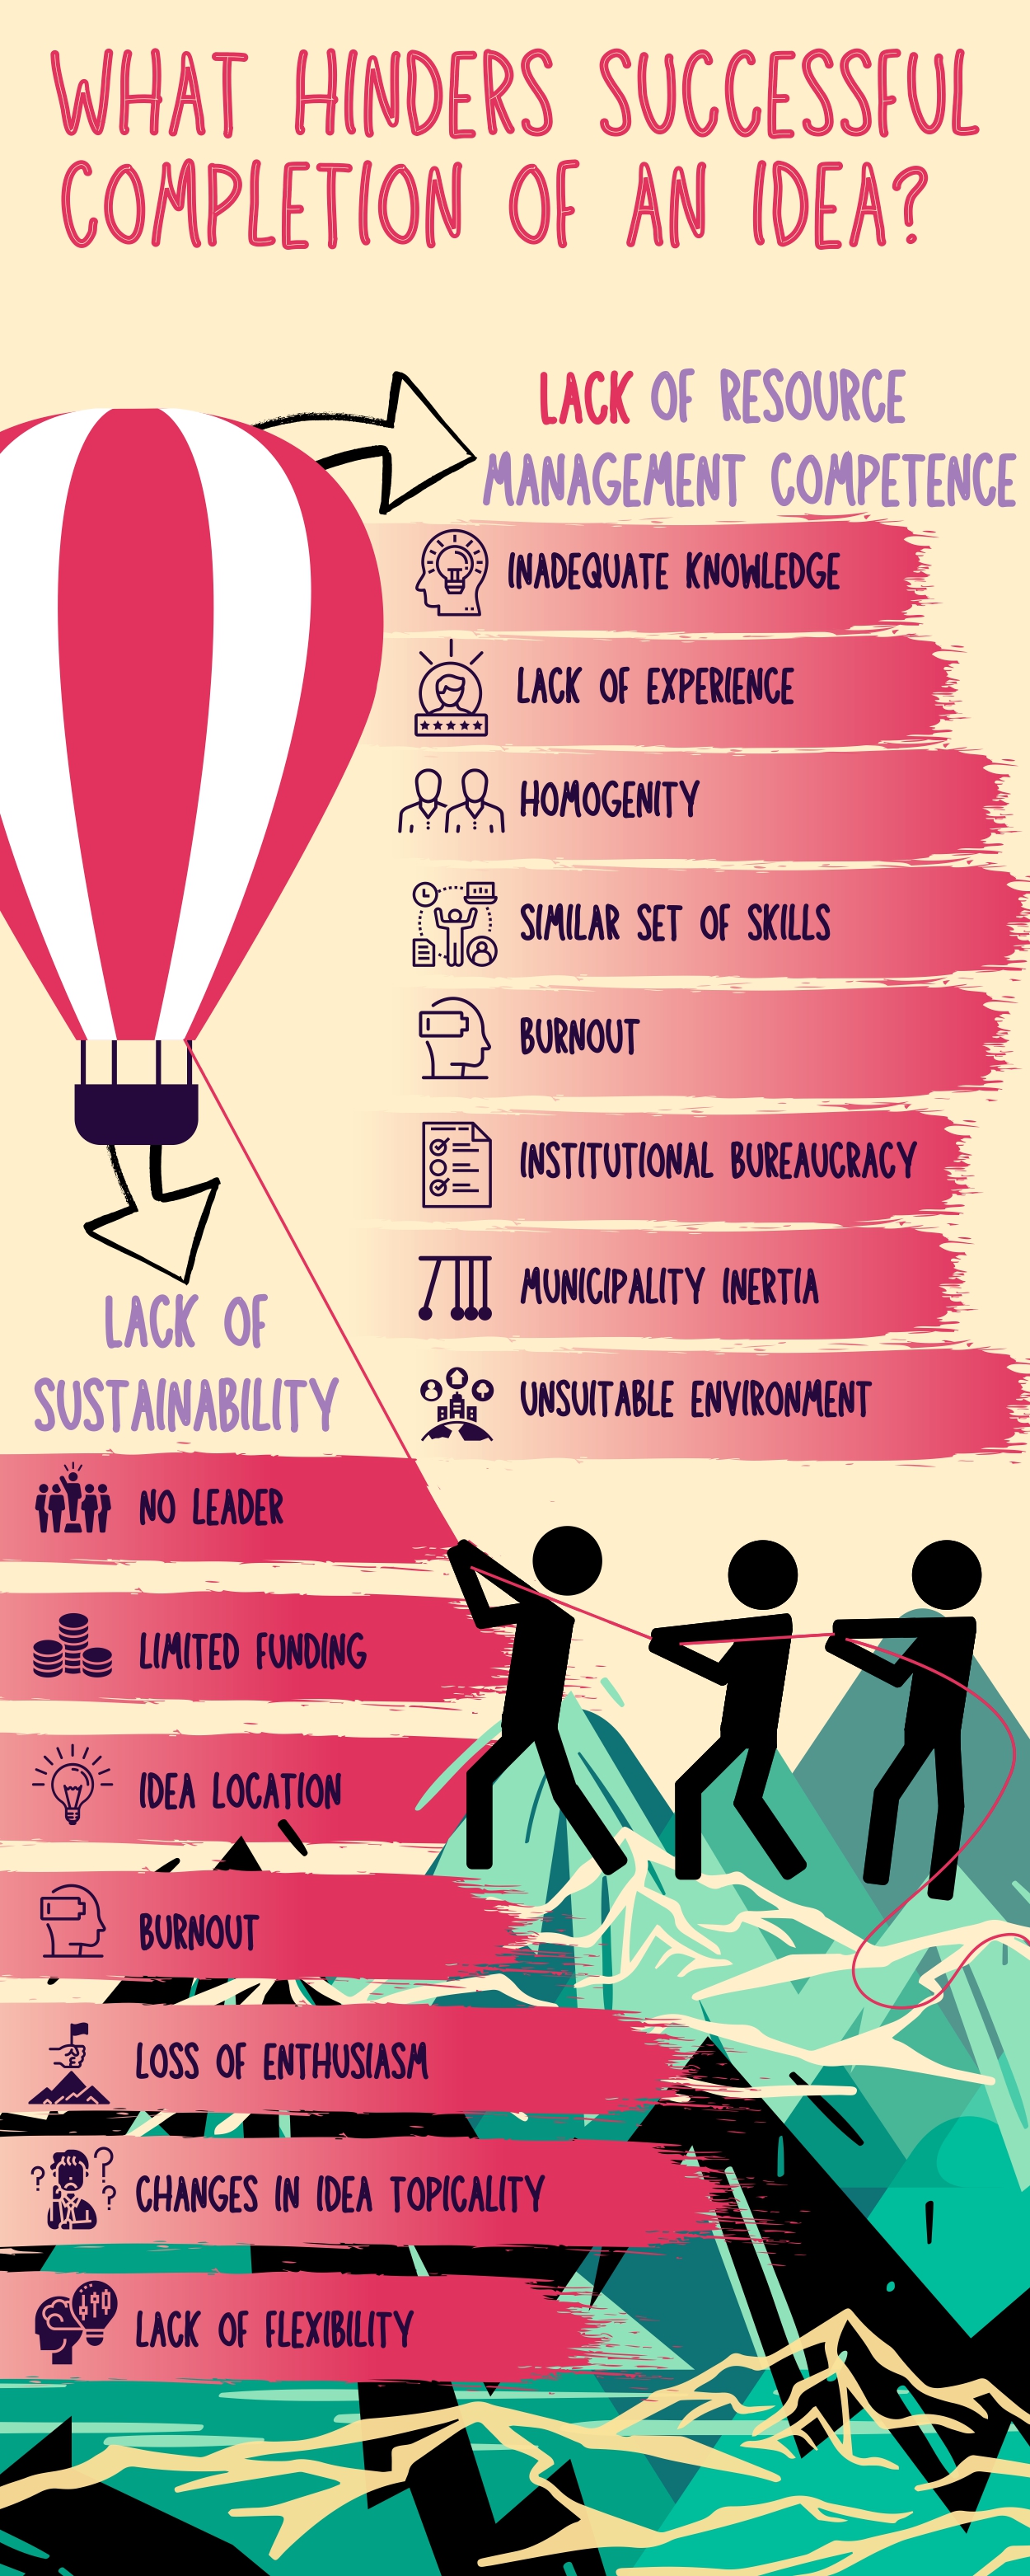 WHAT HINDERS SUCCESSFUL
COMPLETION OF AN IDEA?
LACK OF RESOURCE
MANAGEMENT COMPETENCE
INADEQUATE KNOWLEDGE
LACK OF EXPERIENCE
HOMOGENITY
SIMILAR SET OF SKILLS
BURNOUT
INSTITUTIONAL BUREAUCRACY
MUNICIPALITY INERTIA
UNSUITABLE ENVIRONMENT
LACK OF
SUSTAINABILITY
NO LEADER
LIMITED FUNDING
IDEA LOCATION
BURNOUT
LOSS OF ENTHUSIASM
CHANGES IN IDEA TOPICALITY
LACK OF FLEXIBILITY